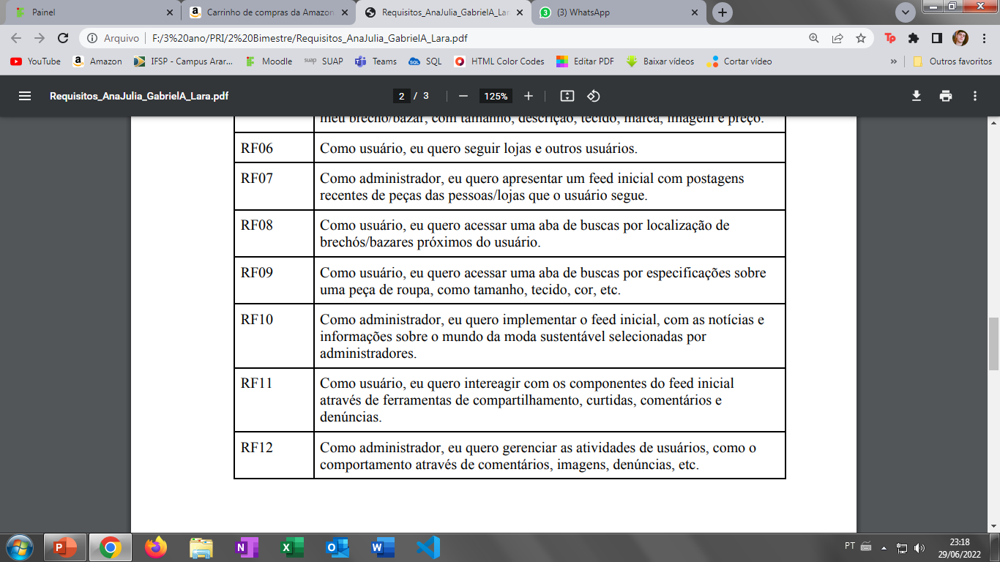 Painel
Carrinho de compras da Amazon
Requisitos_AnaJulia_GabrielA_Lar
(3) WhatsApp
Arquivo
F:/3%20ano/PRI/2%20Bimestre/Requisitos_AnaJulia_GabrielA_Lara.pdf
YouTube
Amazon
IFSP - Campus Arar...
Moodle
suap SUAP
Teams
SQL
HTML Color Codes
Editar PDF
Baixar vídeos
Cortar vídeo
»
Outros favoritos
Requisitos_AnaJulia_GabrielA_Lara.pdf
2 / 3
125%
meu brechó/bazar, com tamanho, descrição, tecido, marca, imagem e preço.
RF06
Como usuário, eu quero seguir lojas e outros usuários.
RF07
Como administrador, eu quero apresentar um feed inicial com postagens
recentes de peças das pessoas/lojas que o usuário segue.
RF08
Como usuário, eu quero acessar uma aba de buscas por localização de
brechós/bazares próximos do usuário.
RF09
Como usuário, eu quero acessar uma aba de buscas por especificações sobre
uma peça de roupa, como tamanho, tecido, cor, etc.
RF10
Como administrador, eu quero implementar o feed inicial, com as notícias e
informações sobre o mundo da moda sustentável selecionadas por
administradores.
RF11
Como usuário, eu quero intereagir com os componentes do feed inicial
através de ferramentas de compartilhamento, curtidas, comentários e
denúncias.
RF12
Como administrador, eu quero gerenciar as atividades de usuários, como o
comportamento através de comentários, imagens, denúncias, etc.
PT
23:18
29/06/2022